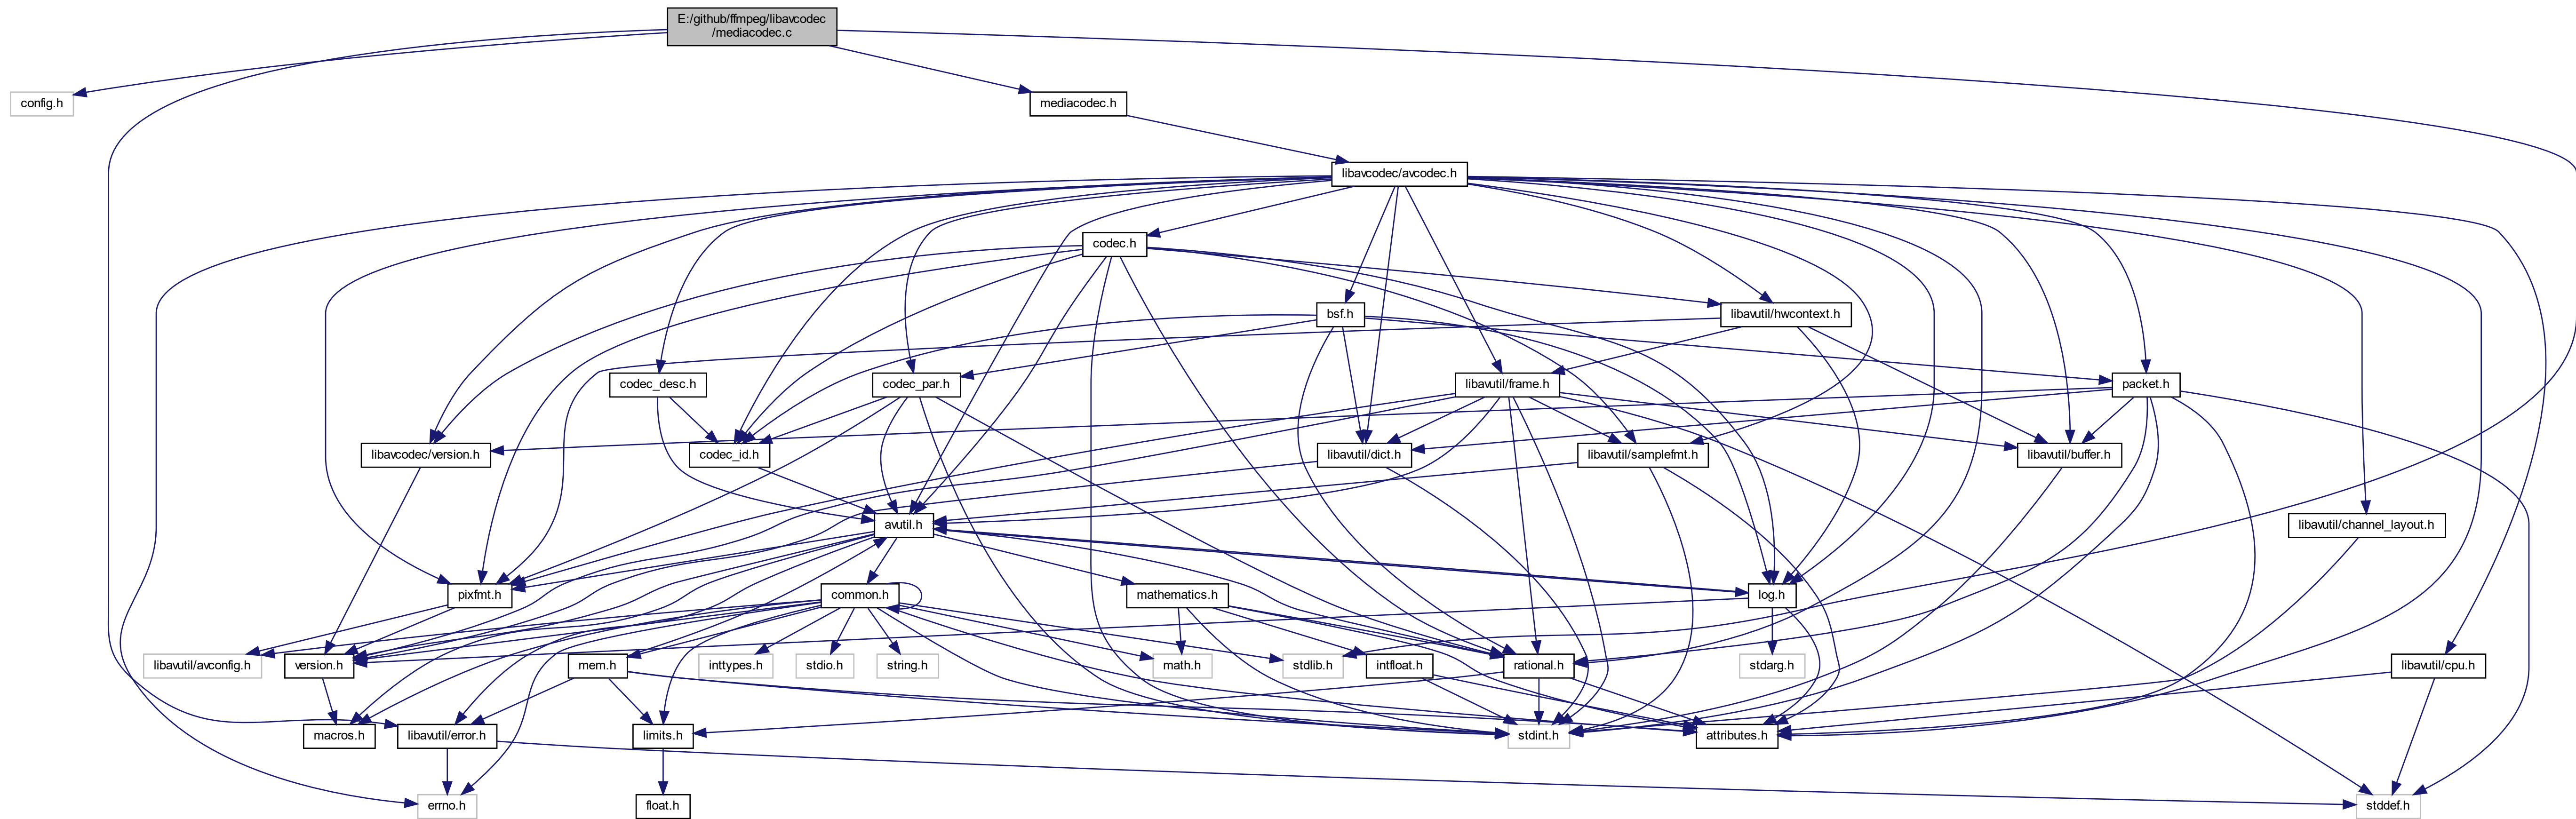 E:/github/ffmpeg/libavcodec
/mediacodec.c
config.h
mediacodec.h
libavcodec/avcodec.h
codec.h
bsf.h
libavutil/hwcontext.h
codec_desc.h
codec_par.h
libavutil/frame.h
packet.h
libavcodec/version.h
codec_id.h
libavutil/dict.h
libavutil/samplefmt.h
libavutil/buffer.h
avutil.h
libavutil/channel_layout.h
pixfmt.h
common.h
mathematics.h
log.h
libavutil/avconfig.h
version.h
mem.h
inttypes.h
stdio.h
string.h
math.h
stdlib.h
intfloat.h
rational.h
stdarg.h
libavutil/cpu.h
macros.h
libavutil/error.h
limits.h
stdint.h
attributes.h
errno.h
float.h
stddef.h